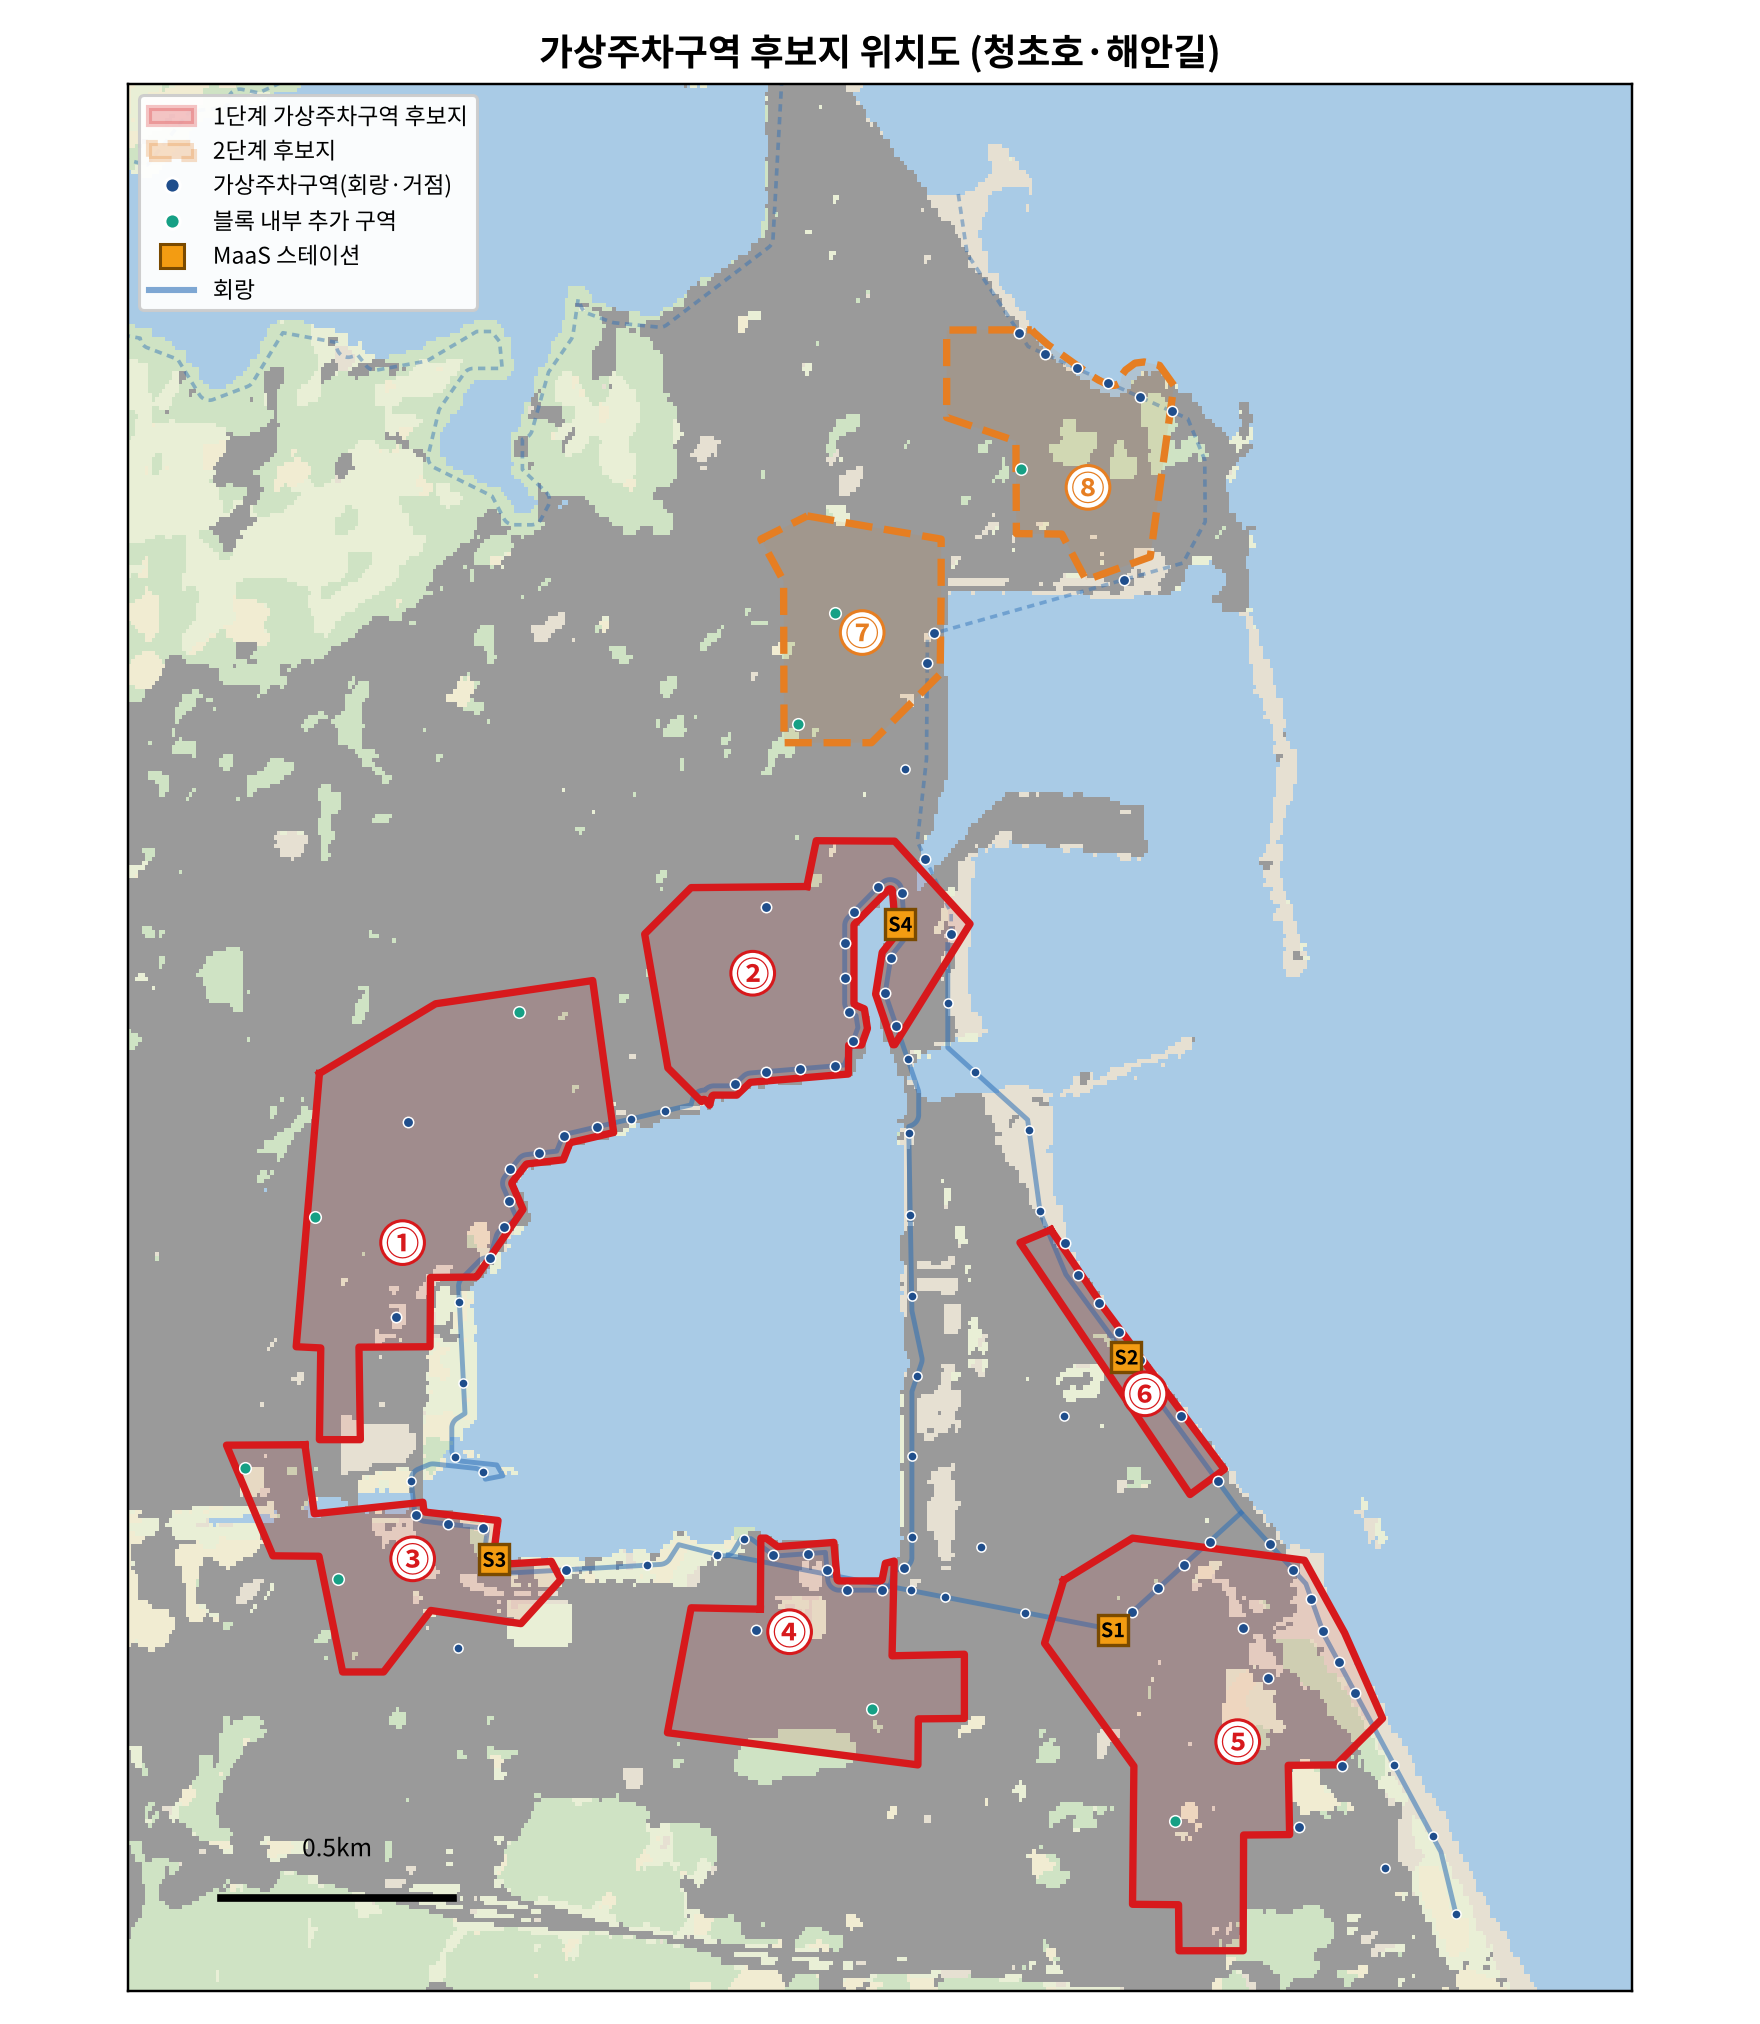 가상주차구역 후보지 위치도 (청초호·해안길)
1단계 가상주차구역 후보지
2단계 후보지
가상주차구역(회랑·거점)
블록 내부 추가 구역
MaaS 스테이션
회랑
8
7
S4
2
1
S2
6
S3
3
4
S1
5
0.5km